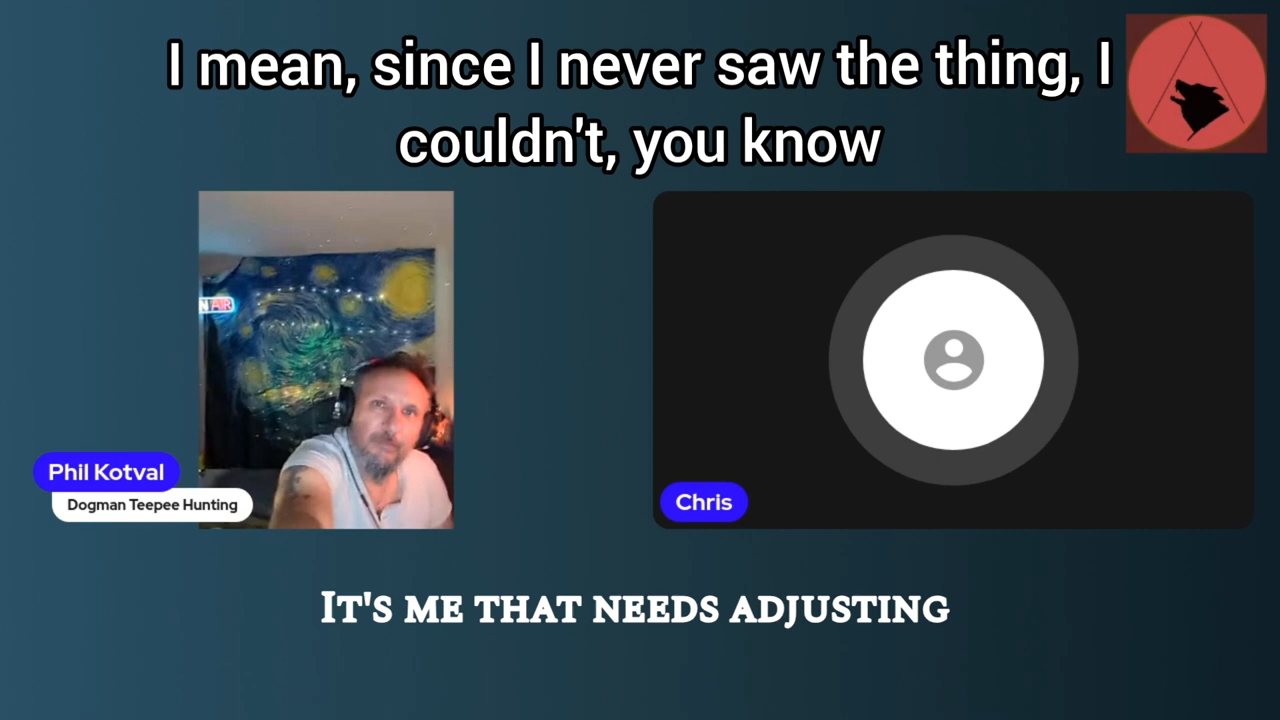 I mean, since I never saw the thing, I
couldn't, you know
N AIR
Phil Kotval
Dogman Teepee Hunting
Chris
It's me that needs adjusting